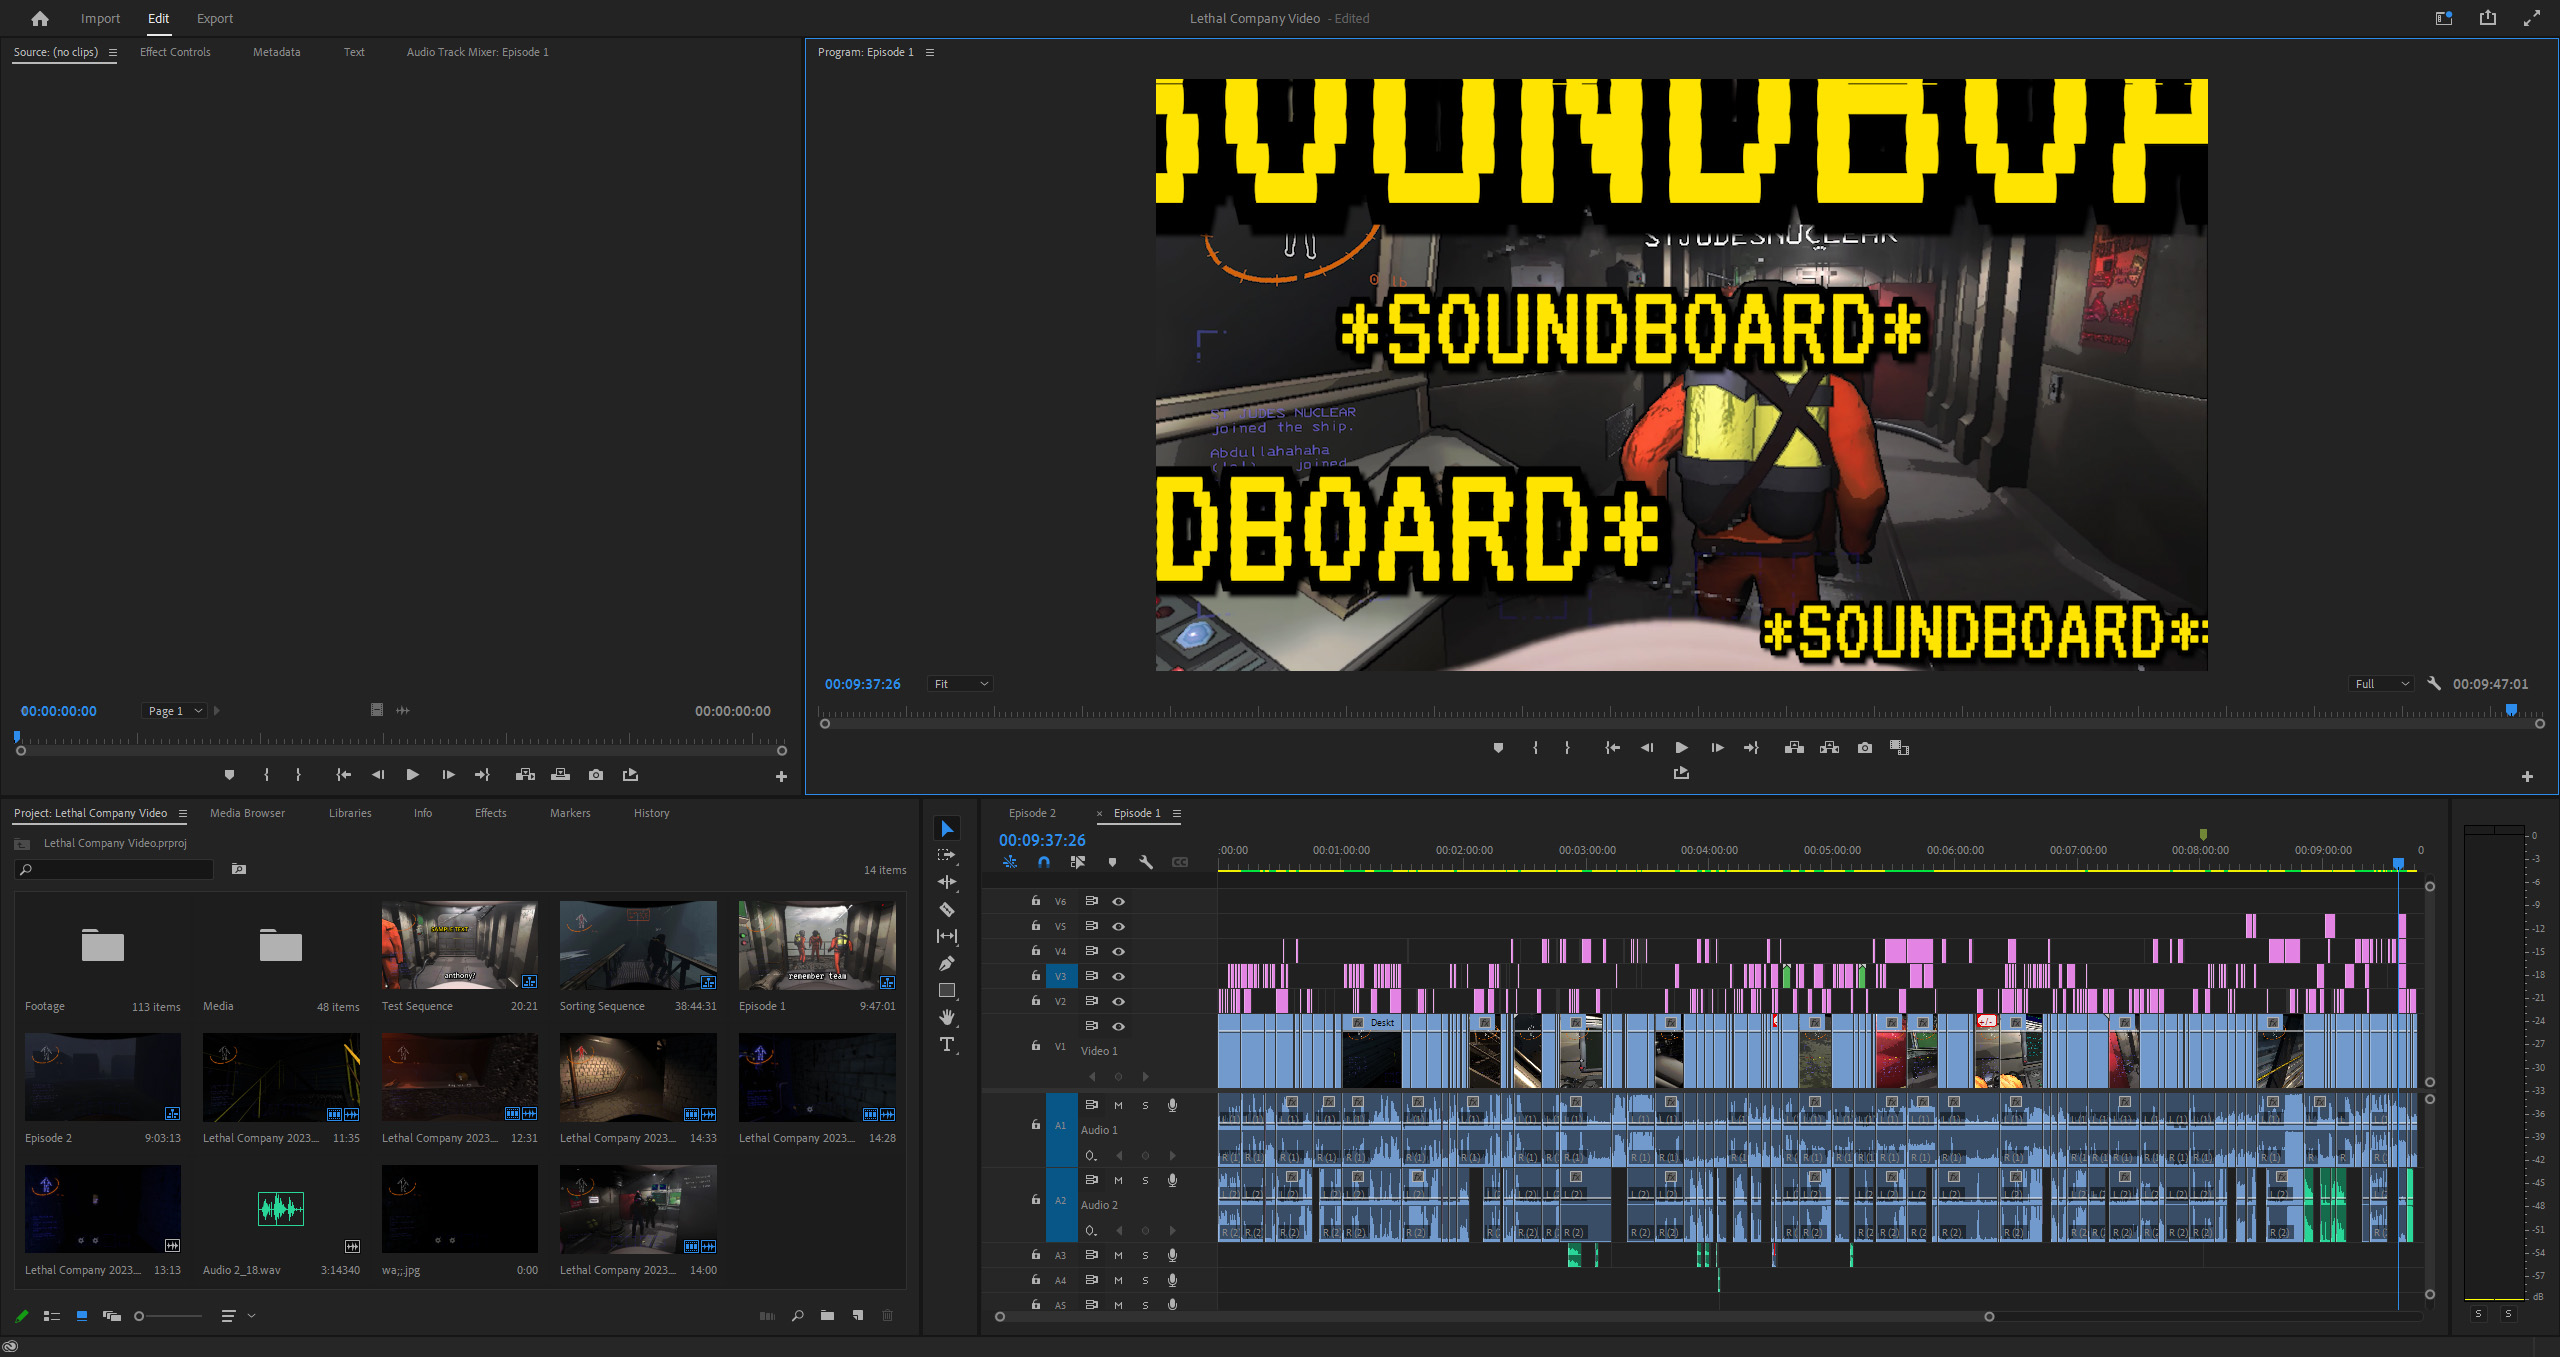 Import Edit Export
Lethal Company Video - Edited
Source: (no clips) Effect Controls Metadata Text Audio Track Mixer: Episode 1
Program: Episode 1
STJUDESNUCLEAR
0 lb
*SOUNDBOARD*
ST JUDES NUCLEAR
joined the ship.
Abdullahahaha
joined
DBOARD*
*SOUNDBOARD*
00:09:37:26 Fit Full 00:09:47:01
00:00:00:00 Page 1 00:00:00:00
Project: Lethal Company Video Media Browser Libraries Info Effects Markers History
Lethal Company Video.prproj
14 items
SAMPLE TEXT
anthony?
remember team
Footage 113 items
Media 48 items
Test Sequence 20:21
Sorting Sequence 38:44:31
Episode 1 9:47:01
Episode 2 9:03:13
Lethal Company 2023... 11:35
Lethal Company 2023... 12:31
Lethal Company 2023... 14:33
Lethal Company 2023... 14:28
Lethal Company 2023... 13:13
Audio 2_18.wav 3:14340
wa;;.jpg 0:00
Lethal Company 2023... 14:00
Episode 2 × Episode 1
00:09:37:26
:00:00 00:01:00:00 00:02:00:00 00:03:00:00 00:04:00:00 00:05:00:00 00:06:00:00 00:07:00:00 00:08:00:00 00:09:00:00 0
V6
V5
V4
V3
V2
V1 Video 1
Deskt
A1 M S
Audio 1
A2 M S
Audio 2
A3 M S
A4 M S
A5 M S
0
-3
-6
-9
-12
-15
-18
-21
-24
-27
-30
-33
-36
-39
-42
-45
-48
-51
-54
-57
dB
S S